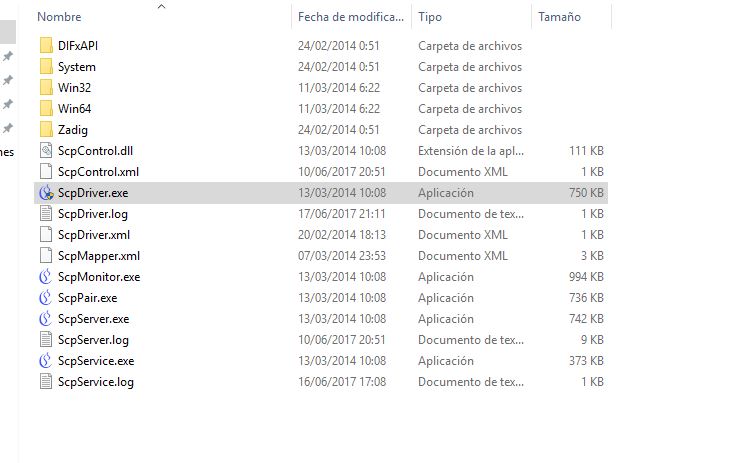 Nombre Fecha de modifica... Tipo Tamaño
DIFxAPI 24/02/2014 0:51 Carpeta de archivos
System 24/02/2014 0:51 Carpeta de archivos
Win32 11/03/2014 6:22 Carpeta de archivos
Win64 11/03/2014 6:22 Carpeta de archivos
Zadig 24/02/2014 0:51 Carpeta de archivos
nes ScpControl.dll 13/03/2014 10:08 Extensión de la apl... 111 KB
ScpControl.xml 10/06/2017 20:51 Documento XML 1 KB
ScpDriver.exe 13/03/2014 10:08 Aplicación 750 KB
ScpDriver.log 17/06/2017 21:11 Documento de tex... 1 KB
ScpDriver.xml 20/02/2014 18:13 Documento XML 1 KB
ScpMapper.xml 07/03/2014 23:53 Documento XML 3 KB
ScpMonitor.exe 13/03/2014 10:08 Aplicación 994 KB
ScpPair.exe 13/03/2014 10:08 Aplicación 736 KB
ScpServer.exe 13/03/2014 10:08 Aplicación 742 KB
ScpServer.log 10/06/2017 20:51 Documento de tex... 9 KB
ScpService.exe 13/03/2014 10:08 Aplicación 373 KB
ScpService.log 16/06/2017 17:08 Documento de tex... 1 KB